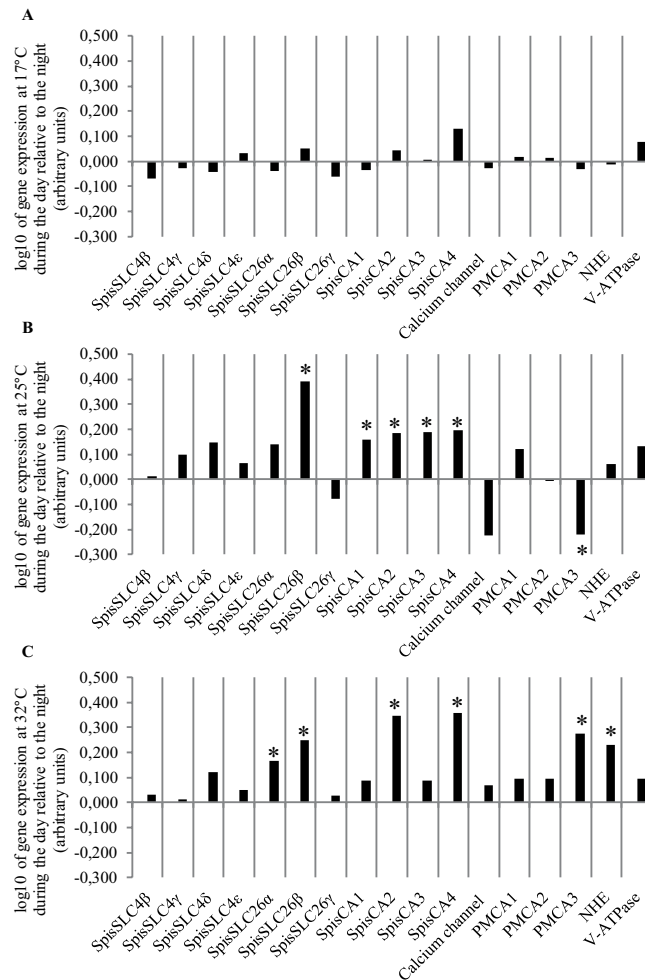 A
log10 of gene expression at 17°C
during the day relative to the night
(arbitrary units)
0,500
0,400
0,300
0,200
0,100
0,000
-0,100
-0,200
-0,300
SpisSLC4β
SpisSLC4γ
SpisSLC4δ
SpisSLC4ε
SpisSLC26α
SpisSLC26β
SpisSLC26γ
SpisCA1
SpisCA2
SpisCA3
SpisCA4
Calcium channel
PMCA1
PMCA2
PMCA3
NHE
V-ATPase
B
log10 of gene expression at 25°C
during the day relative to the night
(arbitrary units)
0,500
0,400
0,300
0,200
0,100
0,000
-0,100
-0,200
-0,300
*
*
*
*
*
*
SpisSLC4β
SpisSLC4γ
SpisSLC4δ
SpisSLC4ε
SpisSLC26α
SpisSLC26β
SpisSLC26γ
SpisCA1
SpisCA2
SpisCA3
SpisCA4
Calcium channel
PMCA1
PMCA2
PMCA3
NHE
V-ATPase
C
log10 of gene expression at 32°C
during the day relative to the night
(arbitrary units)
0,500
0,400
0,300
0,200
0,100
0,000
-0,100
-0,200
-0,300
*
*
*
*
*
*
SpisSLC4β
SpisSLC4γ
SpisSLC4δ
SpisSLC4ε
SpisSLC26α
SpisSLC26β
SpisSLC26γ
SpisCA1
SpisCA2
SpisCA3
SpisCA4
Calcium channel
PMCA1
PMCA2
PMCA3
NHE
V-ATPase